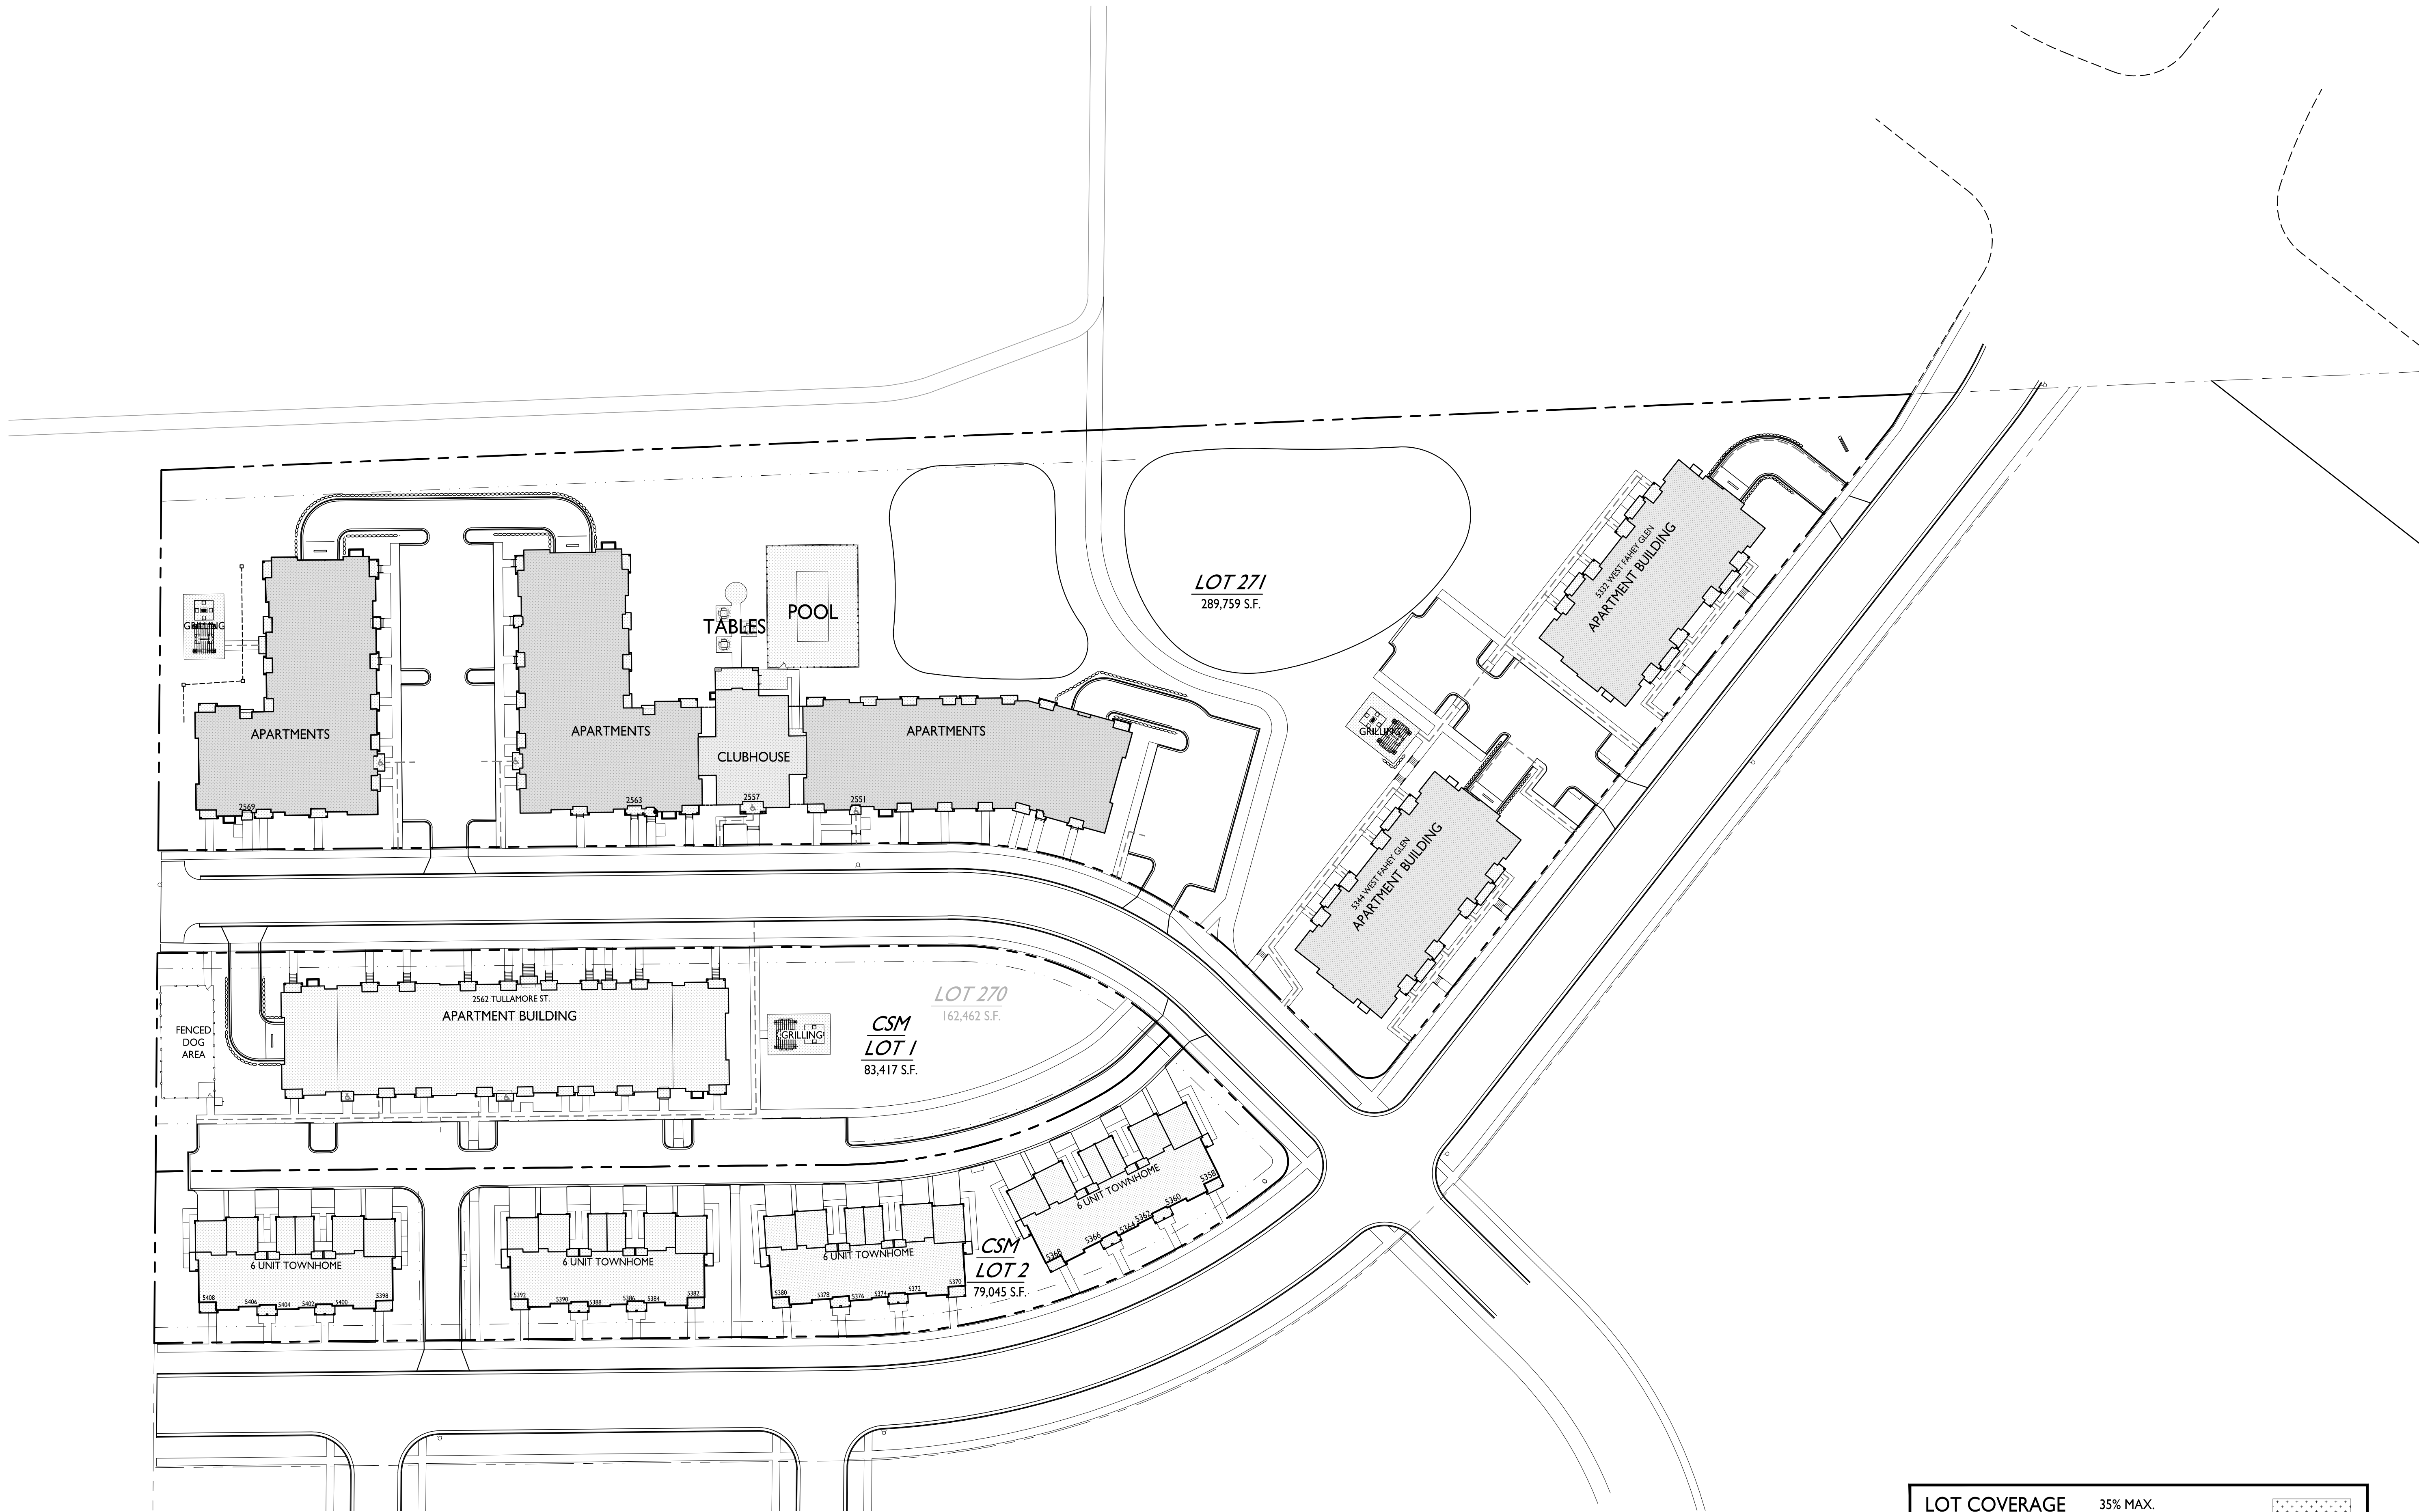 LOT 271
289,759 S.F.
5332 WEST FAHEY GLEN
APARTMENT BUILDING
GRILLING
TABLES
POOL
GRILLING
APARTMENTS
APARTMENTS
CLUBHOUSE
APARTMENTS
2569
2563
2557
2551
5344 WEST FAHEY GLEN
APARTMENT BUILDING
2562 TULLAMORE ST.
APARTMENT BUILDING
FENCED
DOG
AREA
GRILLING
LOT 270
162,462 S.F.
CSM
LOT 1
83,417 S.F.
6 UNIT TOWNHOME
5408
5406
5404
5402
5400
5398
6 UNIT TOWNHOME
5392
5390
5388
5386
5384
5382
6 UNIT TOWNHOME
5380
5378
5376
5374
5372
5370
6 UNIT TOWNHOME
5368
5366
5364
5362
5360
5358
CSM
LOT 2
79,045 S.F.
LOT COVERAGE 35% MAX.